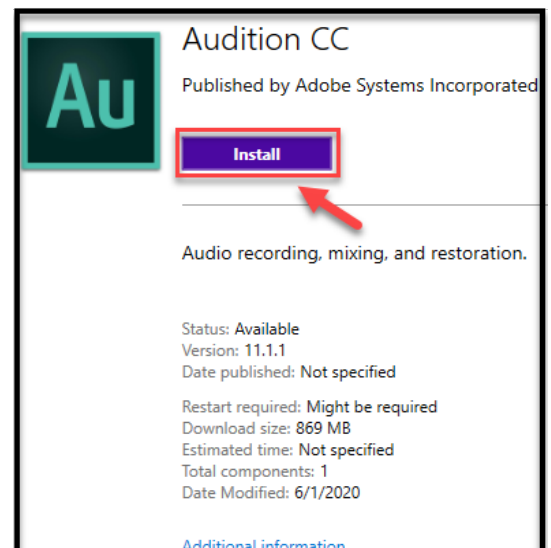 Au
Audition CC
Published by Adobe Systems Incorporated
Install
Audio recording, mixing, and restoration.
Status: Available
Version: 11.1.1
Date published: Not specified
Restart required: Might be required
Download size: 869 MB
Estimated time: Not specified
Total components: 1
Date Modified: 6/1/2020
Additional information